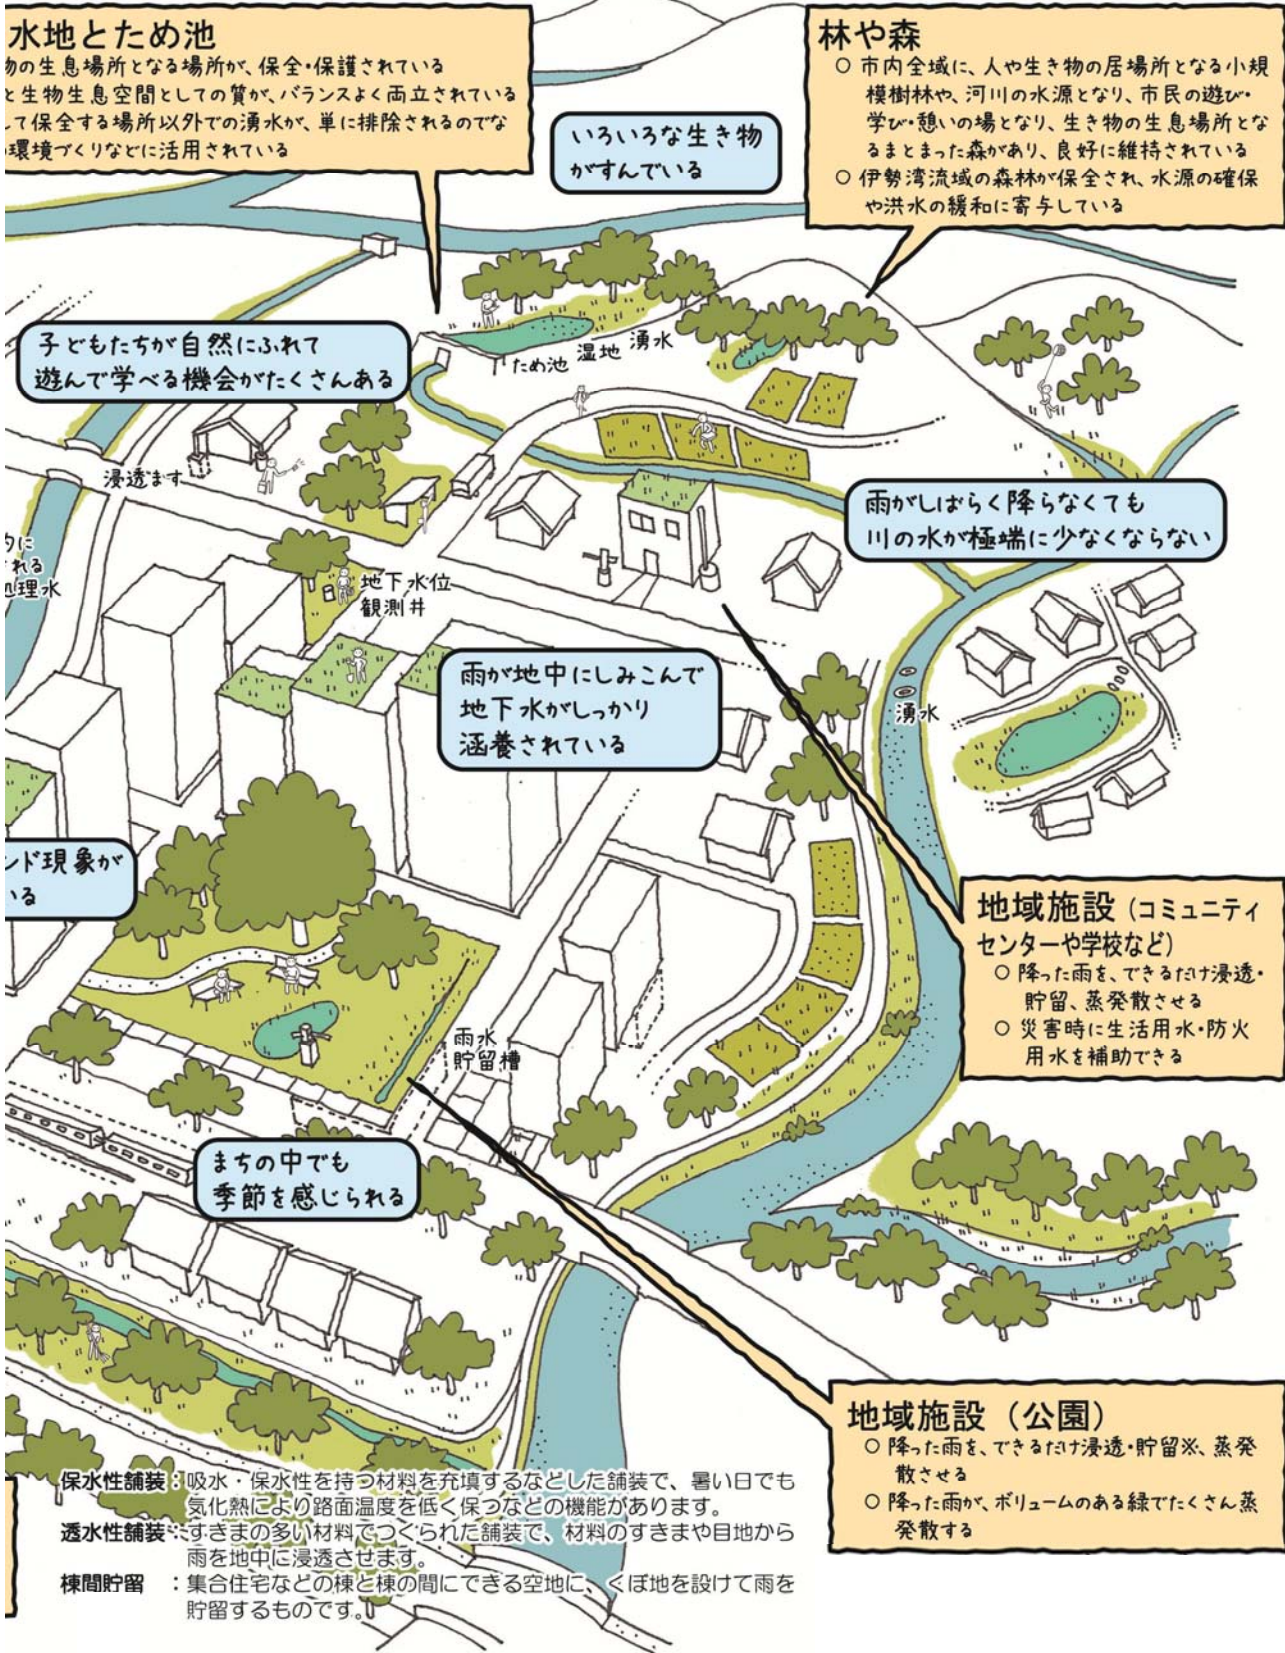 水地とため池
物の生息場所となる場所が、保全・保護されている
と生物生息空間としての質が、バランスよく両立されている
して保全する場所以外での湧水が、単に排除されるのでな
環境づくりなどに活用されている
林や森
○ 市内全域に、人や生き物の居場所となる小規
模樹林や、河川の水源となり、市民の遊び・
学び・憩いの場となり、生き物の生息場所とな
るまとまった森があり、良好に維持されている
○ 伊勢湾流域の森林が保全され、水源の確保
や洪水の緩和に寄与している
いろいろな生き物
がすんでいる
子どもたちが自然にふれて
遊んで学べる機会がたくさんある
ため池 湿地 湧水
浸透ます
雨がしばらく降らなくても
川の水が極端に少なくならない
的に
される
処理水
地下水位
観測井
雨が地中にしみこんで
地下水がしっかり
涵養されている
湧水
ンド現象が
いる
地域施設(コミュニティ
センターや学校など)
○ 降った雨を、できるだけ浸透・
貯留、蒸発散させる
○ 災害時に生活用水・防火
用水を補助できる
雨水
貯留槽
まちの中でも
季節を感じられる
地域施設(公園)
○ 降った雨を、できるだけ浸透・貯留※、蒸発
散させる
○ 降った雨が、ボリュームのある緑でたくさん蒸
発散する
保水性舗装:吸水・保水性を持つ材料を充填するなどした舗装で、暑い日でも
気化熱により路面温度を低く保つなどの機能があります。
透水性舗装:すきまの多い材料でつくられた舗装で、材料のすきまや目地から
雨を地中に浸透させます。
棟間貯留 :集合住宅などの棟と棟の間にできる空地に、くぼ地を設けて雨を
貯留するものです。